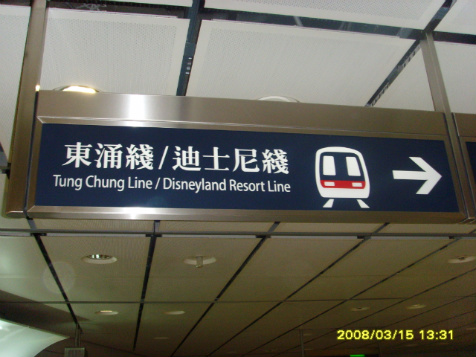 東涌綫/迪士尼綫
Tung Chung Line / Disneyland Resort Line
2008/03/15 13:31